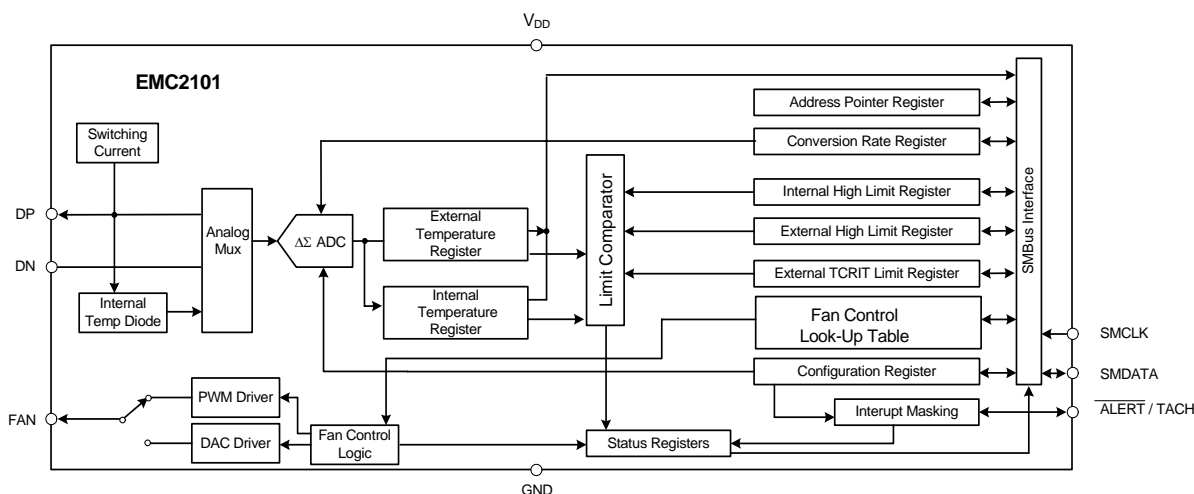 V_DD
EMC2101
Switching
Current
DP
DN
Analog
Mux
Internal
Temp Diode
ΔΣ ADC
External
Temperature
Register
Internal
Temperature
Register
Limit Comparator
Address Pointer Register
Conversion Rate Register
Internal High Limit Register
External High Limit Register
External TCRIT Limit Register
Fan Control
Look-Up Table
Configuration Register
Interupt Masking
SMBus Interface
SMCLK
SMDATA
ALERT / TACH
FAN
PWM Driver
DAC Driver
Fan Control
Logic
Status Registers
GND